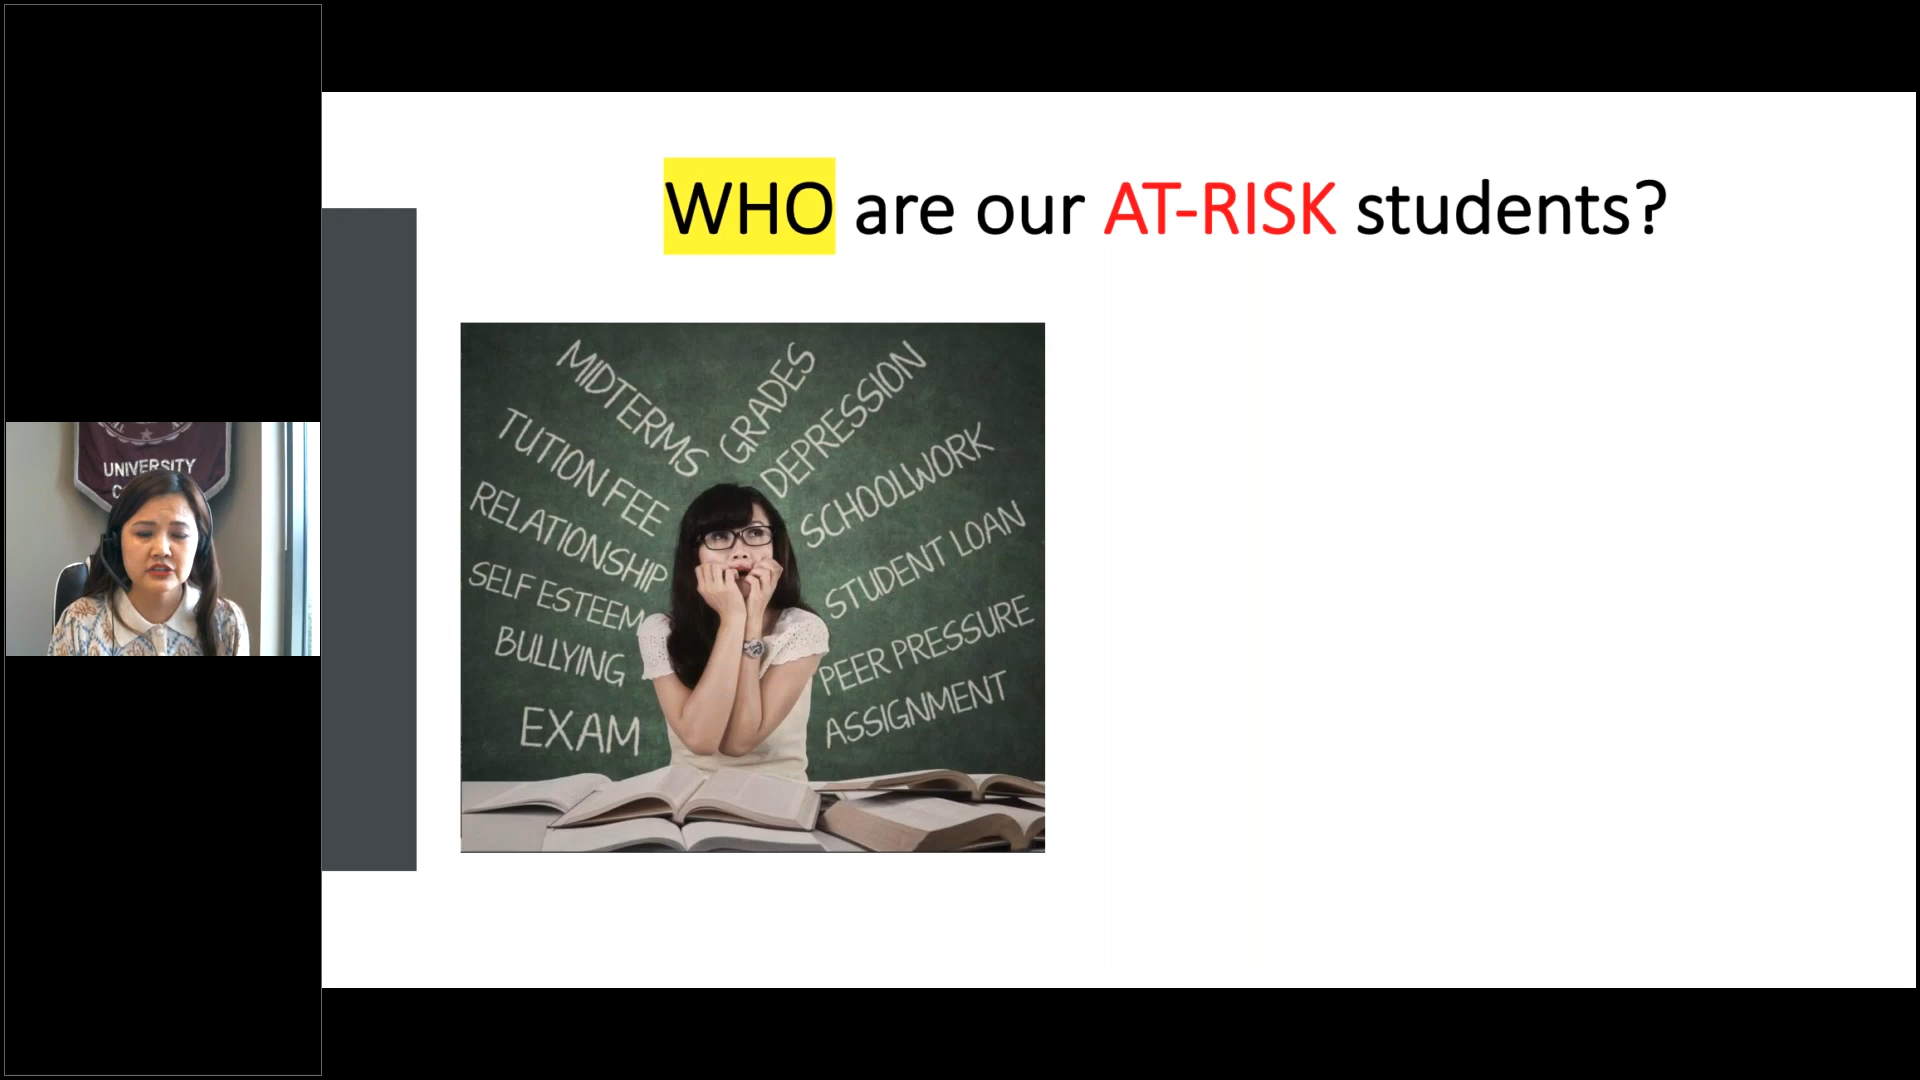 WHO are our AT-RISK students?
MIDTERMS
GRADES
DEPRESSION
TUTION FEE
SCHOOLWORK
RELATIONSHIP
STUDENT LOAN
SELF ESTEEM
PEER PRESSURE
BULLYING
ASSIGNMENT
EXAM
UNIVERSITY